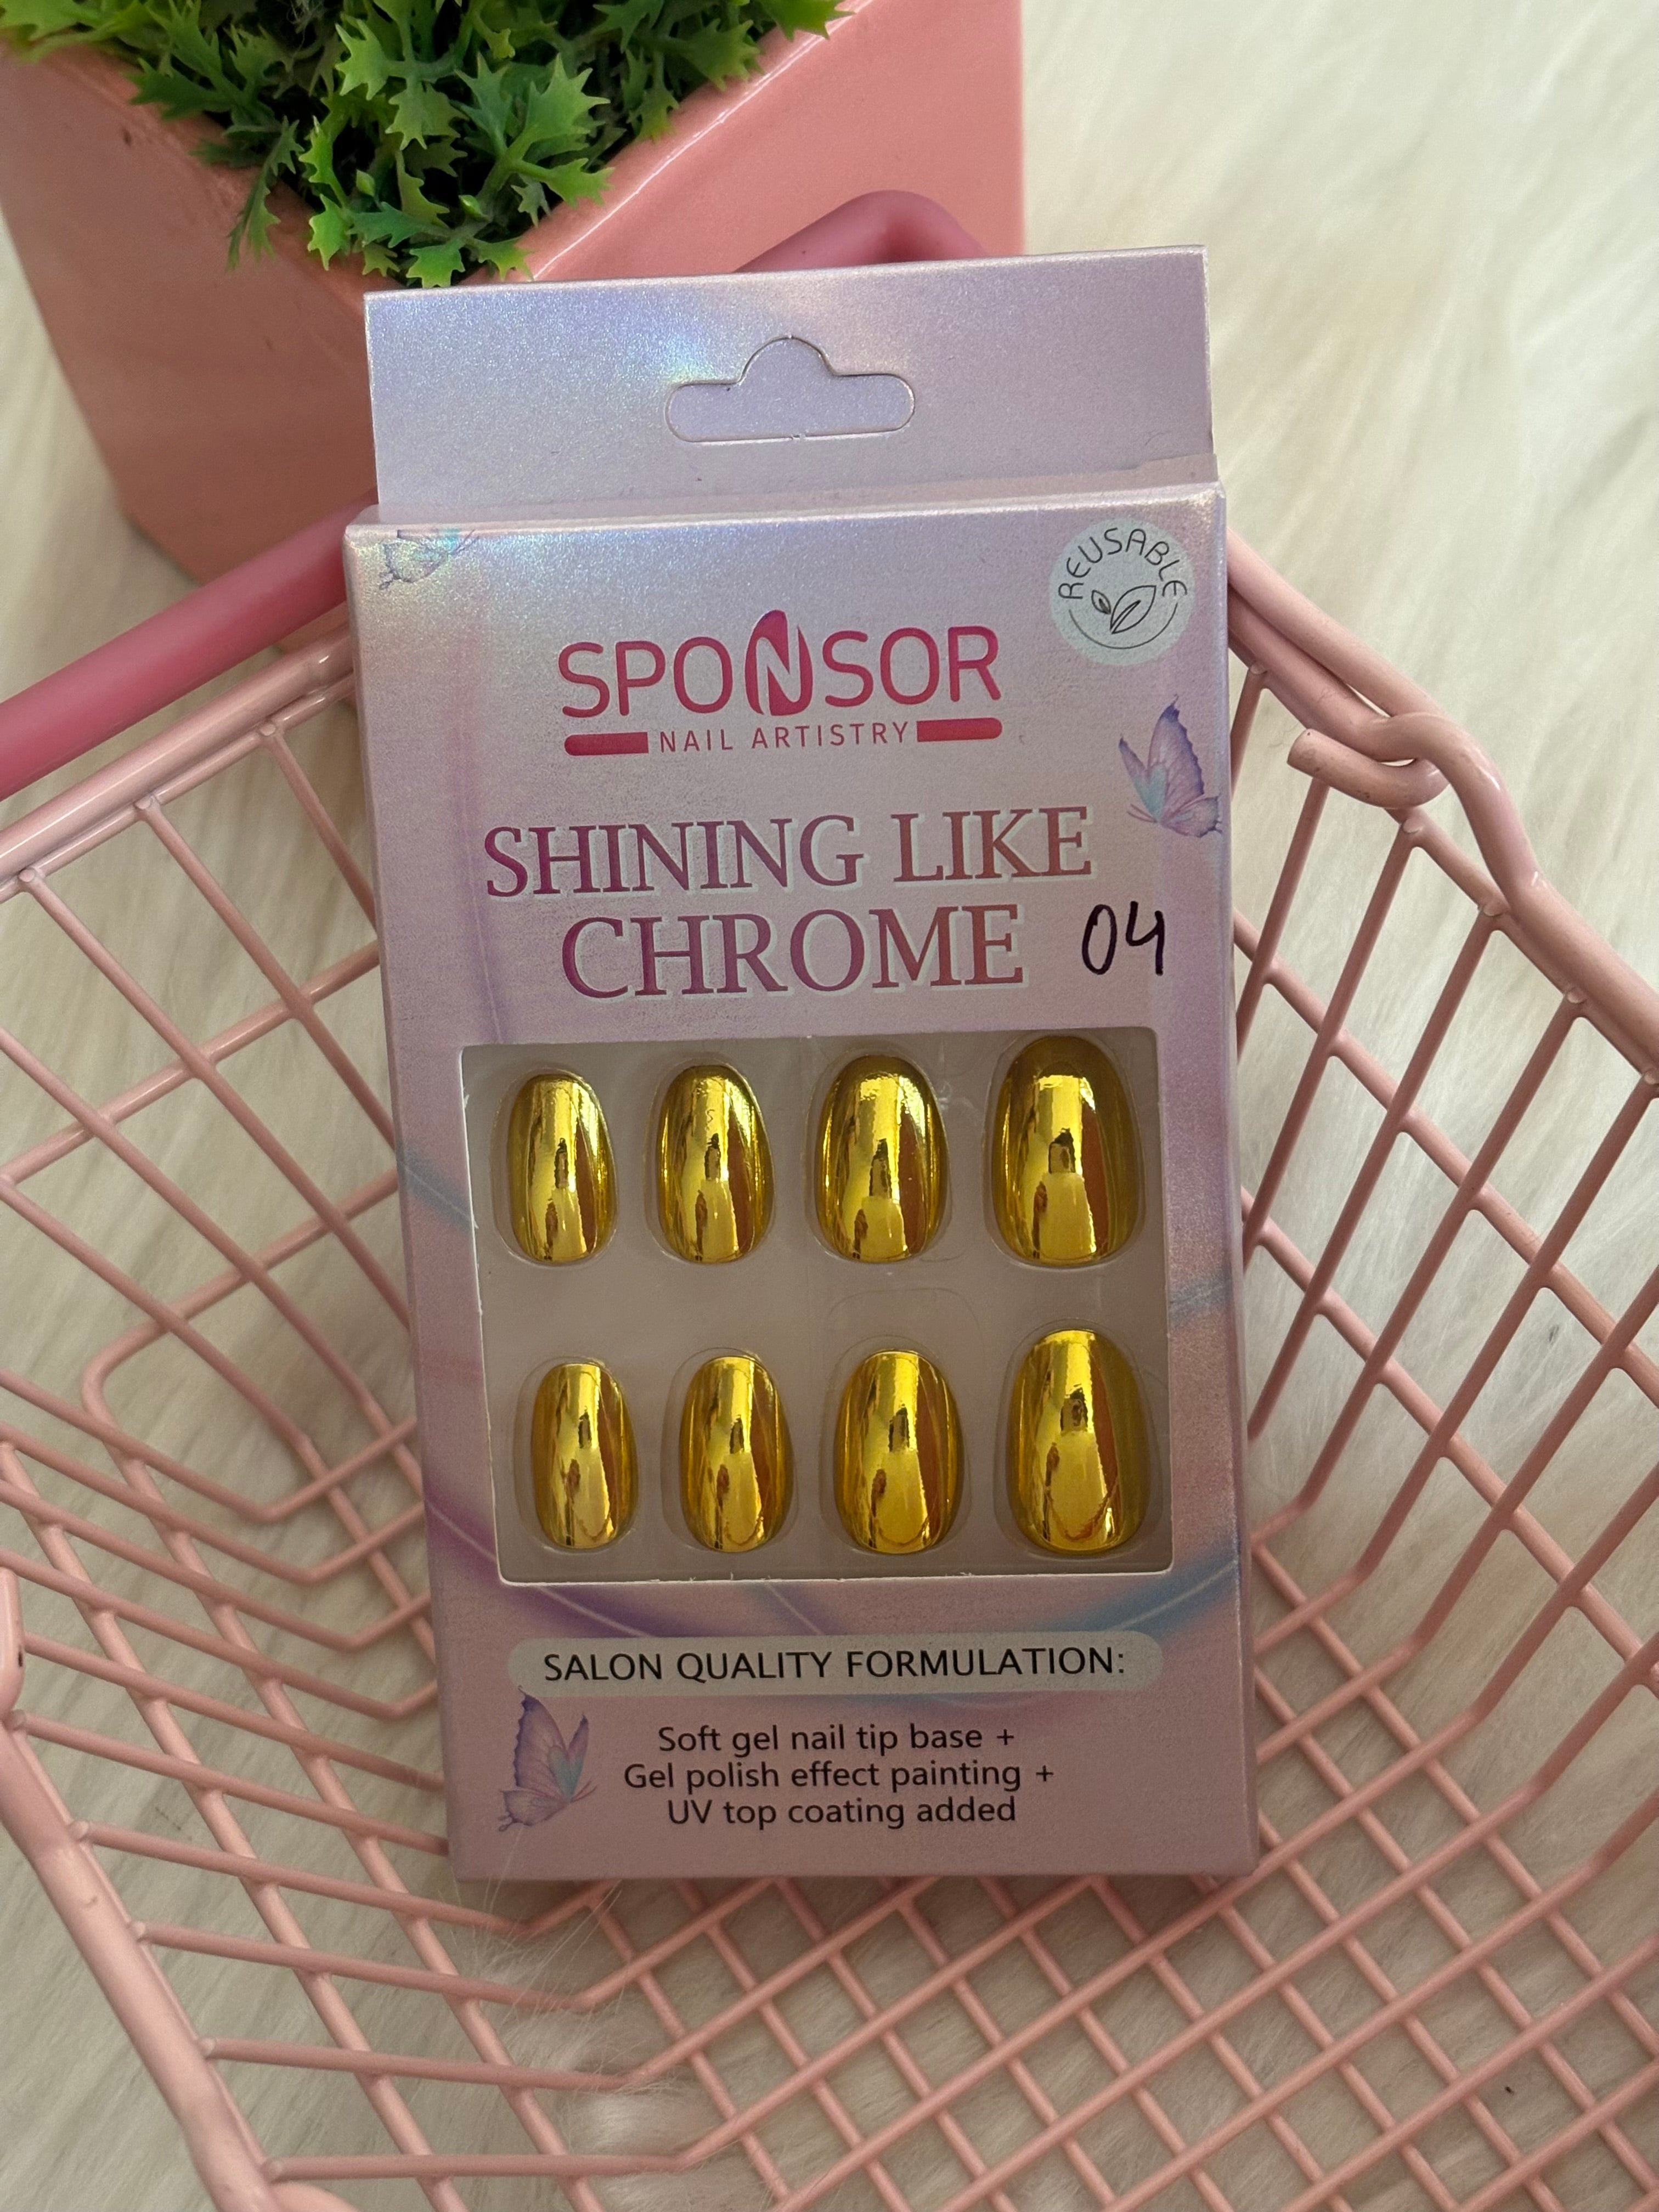 REUSABLE
SPONSOR
NAIL ARTISTRY
SHINING LIKE
CHROME 04
SALON QUALITY FORMULATION:
Soft gel nail tip base +
Gel polish effect painting +
UV top coating added